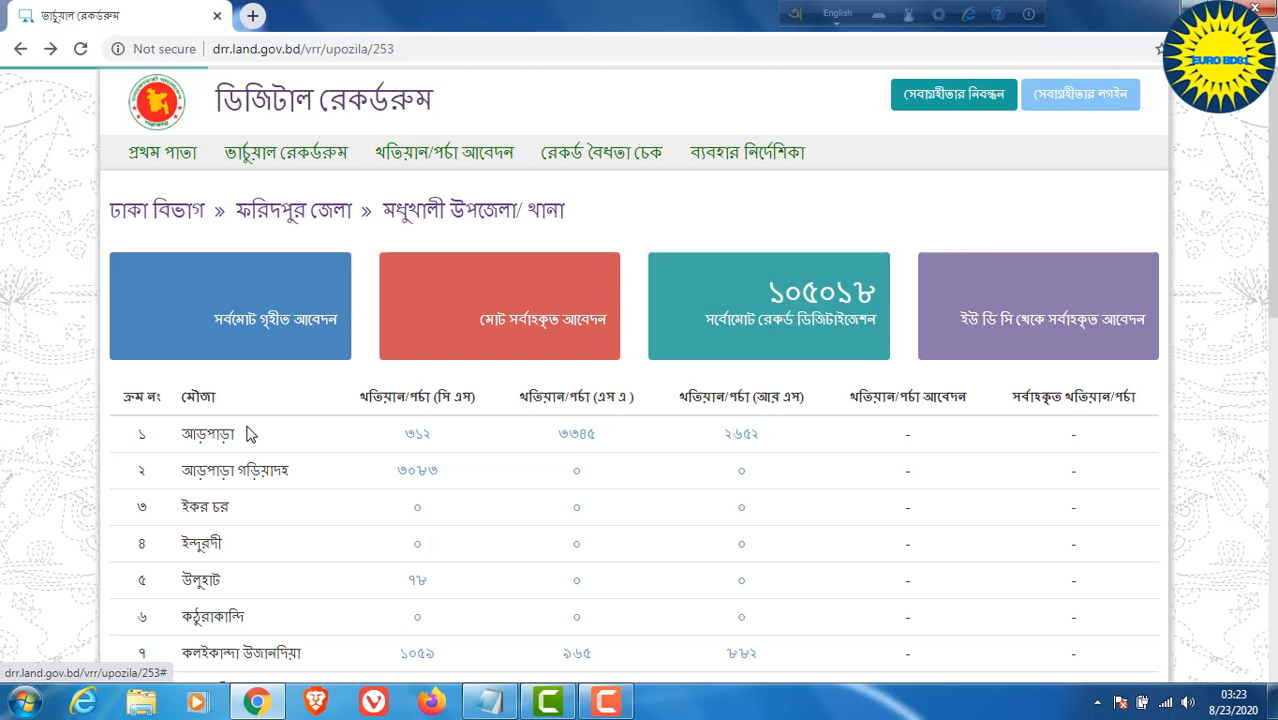 ভার্চুয়াল রেকর্ডরুম
English
Not secure drr.land.gov.bd/vrr/upozila/253
EURO BD81
ডিজিটাল রেকর্ডরুম
সেবাগ্রহীতার নিবন্ধন সেবাগ্রহীতার লগইন
প্রথম পাতা ভার্চুয়াল রেকর্ডরুম খতিয়ান/পর্চা আবেদন রেকর্ড বৈধতা চেক ব্যবহার নির্দেশিকা
ঢাকা বিভাগ » ফরিদপুর জেলা » মধুখালী উপজেলা/ থানা
১০৫০১৮
সর্বমোট গৃহীত আবেদন মোট সর্বাহকৃত আবেদন সর্বোমোট রেকর্ড ডিজিটাইজেশন ইউ ডি সি থেকে সর্বাহকৃত আবেদন
ক্রম নং মৌজা খতিয়ান/পর্চা (সি এস) খতিয়ান/পর্চা (এস এ ) খতিয়ান/পর্চা (আর এস) খতিয়ান/পর্চা আবেদন সর্বাহকৃত খতিয়ান/পর্চা
১ আড়পাড়া ৩১২ ৩৩৪৫ ২৬৫২ - -
২ আড়পাড়া গড়িয়াদহ ৩০৮৩ ০ ০ - -
৩ ইকর চর ০ ০ ০ - -
৪ ইন্দুরদী ০ ০ ০ - -
৫ উলুহাট ৭৮ ০ ০ - -
৬ কঠুরাকান্দি ০ ০ ০ - -
৭ কলইকান্দা উজানদিয়া ১০৫৯ ৯৬৫ ৮৮২ - -
drr.land.gov.bd/vrr/upozila/253#
03:23
8/23/2020